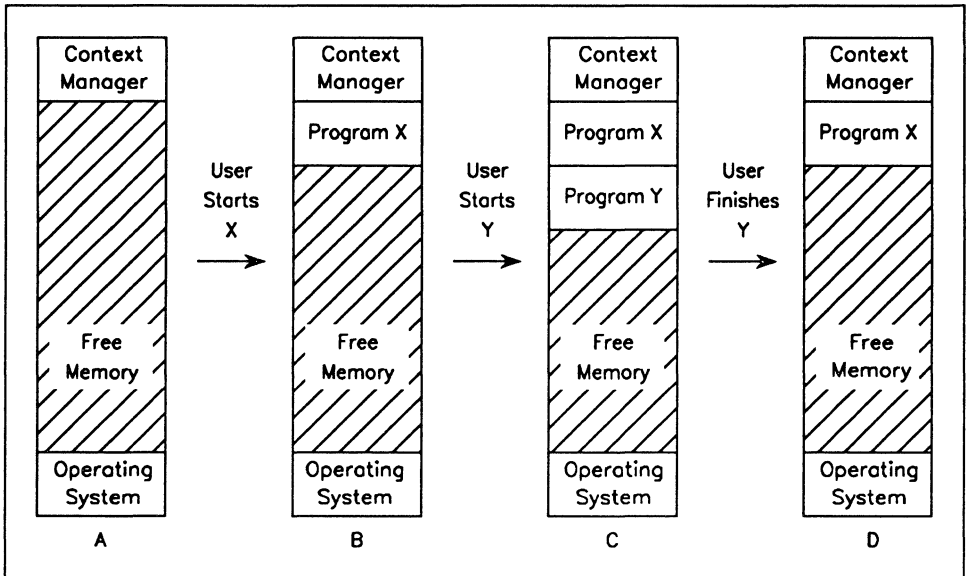 Context
Manager
Free
Memory
Operating
System
A
User
Starts
X
Context
Manager
Program X
Free
Memory
Operating
System
B
User
Starts
Y
Context
Manager
Program X
Program Y
Free
Memory
Operating
System
C
User
Finishes
Y
Context
Manager
Program X
Free
Memory
Operating
System
D